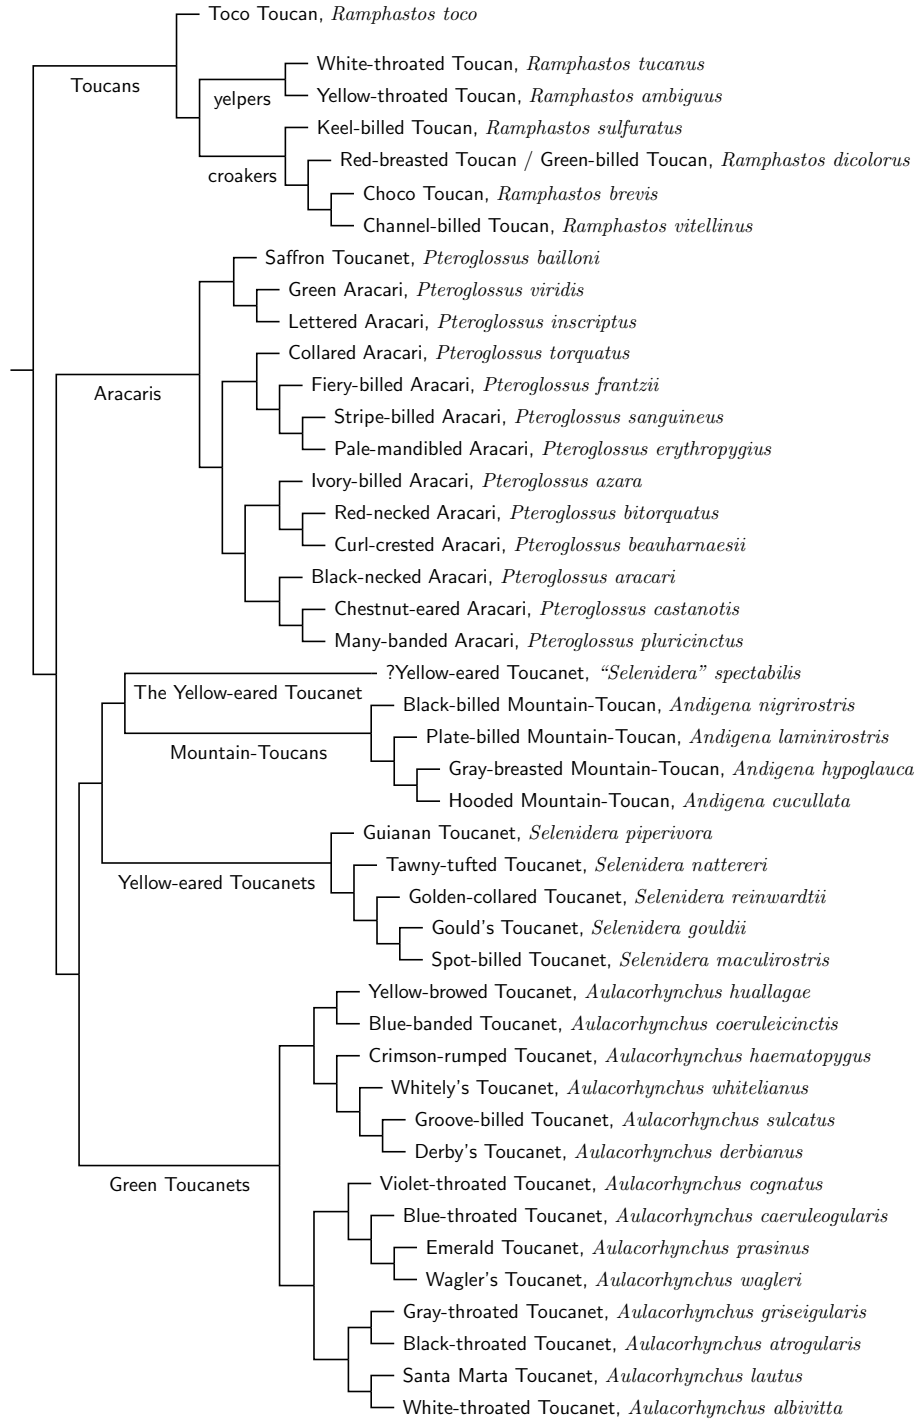 Toco Toucan, Ramphastos toco
White-throated Toucan, Ramphastos tucanus
Toucans
yelpers
Yellow-throated Toucan, Ramphastos ambiguus
Keel-billed Toucan, Ramphastos sulfuratus
Red-breasted Toucan / Green-billed Toucan, Ramphastos dicolorus
croakers
Choco Toucan, Ramphastos brevis
Channel-billed Toucan, Ramphastos vitellinus
Saffron Toucanet, Pteroglossus bailloni
Green Aracari, Pteroglossus viridis
Lettered Aracari, Pteroglossus inscriptus
Collared Aracari, Pteroglossus torquatus
Fiery-billed Aracari, Pteroglossus frantzii
Aracaris
Stripe-billed Aracari, Pteroglossus sanguineus
Pale-mandibled Aracari, Pteroglossus erythropygius
Ivory-billed Aracari, Pteroglossus azara
Red-necked Aracari, Pteroglossus bitorquatus
Curl-crested Aracari, Pteroglossus beauharnaesii
Black-necked Aracari, Pteroglossus aracari
Chestnut-eared Aracari, Pteroglossus castanotis
Many-banded Aracari, Pteroglossus pluricinctus
?Yellow-eared Toucanet, “Selenidera” spectabilis
The Yellow-eared Toucanet
Black-billed Mountain-Toucan, Andigena nigrirostris
Plate-billed Mountain-Toucan, Andigena laminirostris
Mountain-Toucans
Gray-breasted Mountain-Toucan, Andigena hypoglauca
Hooded Mountain-Toucan, Andigena cucullata
Guianan Toucanet, Selenidera piperivora
Tawny-tufted Toucanet, Selenidera nattereri
Yellow-eared Toucanets
Golden-collared Toucanet, Selenidera reinwardtii
Gould's Toucanet, Selenidera gouldii
Spot-billed Toucanet, Selenidera maculirostris
Yellow-browed Toucanet, Aulacorhynchus huallagae
Blue-banded Toucanet, Aulacorhynchus coeruleicinctis
Crimson-rumped Toucanet, Aulacorhynchus haematopygus
Whitely's Toucanet, Aulacorhynchus whitelianus
Groove-billed Toucanet, Aulacorhynchus sulcatus
Derby's Toucanet, Aulacorhynchus derbianus
Green Toucanets
Violet-throated Toucanet, Aulacorhynchus cognatus
Blue-throated Toucanet, Aulacorhynchus caeruleogularis
Emerald Toucanet, Aulacorhynchus prasinus
Wagler's Toucanet, Aulacorhynchus wagleri
Gray-throated Toucanet, Aulacorhynchus griseigularis
Black-throated Toucanet, Aulacorhynchus atrogularis
Santa Marta Toucanet, Aulacorhynchus lautus
White-throated Toucanet, Aulacorhynchus albivitta